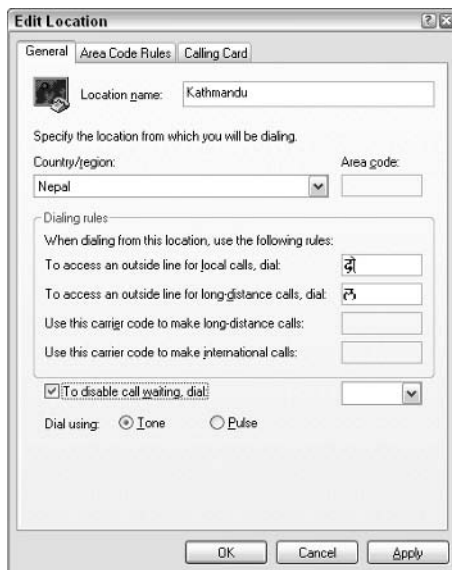 Edit Location
General Area Code Rules Calling Card
Location name: Kathmandu
Specify the location from which you will be dialing.
Country/region: Area code:
Nepal
Dialing rules
When dialing from this location, use the following rules:
To access an outside line for local calls, dial:
To access an outside line for long-distance calls, dial:
Use this carrier code to make long-distance calls:
Use this carrier code to make international calls:
To disable call waiting, dial:
Dial using: Tone Pulse
OK Cancel Apply